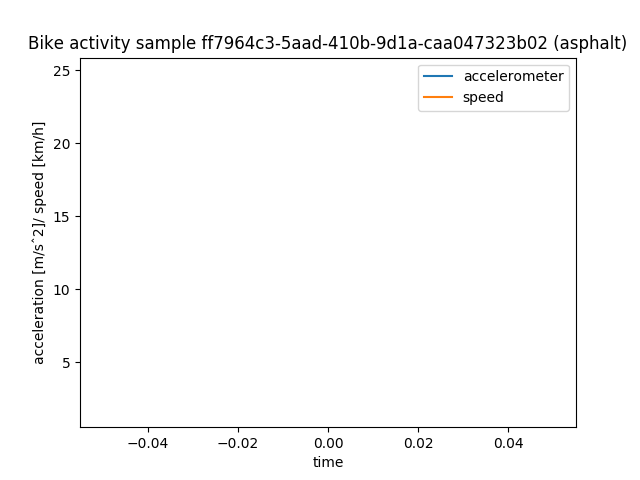 Bike activity sample ff7964c3-5aad-410b-9d1a-caa047323b02 (asphalt)
accelerometer
speed
25
20
15
10
5
acceleration [m/sˆ2]/ speed [km/h]
−0.04 −0.02 0.00 0.02 0.04
time